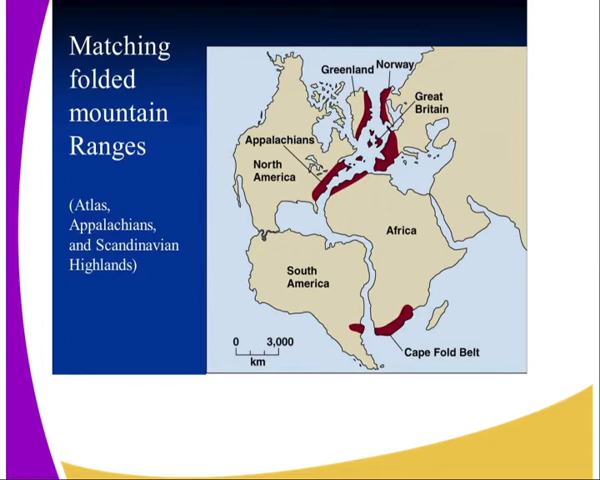 Matching
folded
mountain
Ranges
(Atlas,
Appalachians,
and Scandinavian
Highlands)
Greenland
Norway
Great
Britain
Appalachians
North
America
Africa
South
America
0 3,000
km
Cape Fold Belt